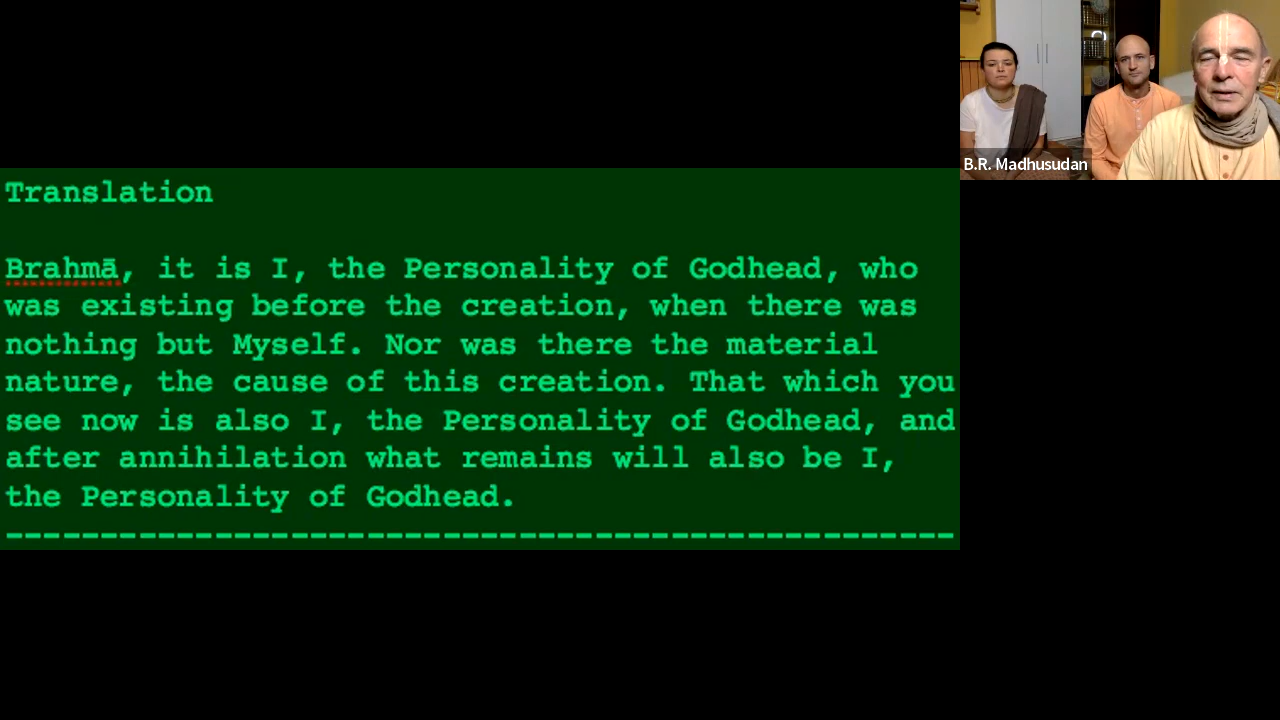 Translation
Brahmā, it is I, the Personality of Godhead, who
was existing before the creation, when there was
nothing but Myself. Nor was there the material
nature, the cause of this creation. That which you
see now is also I, the Personality of Godhead, and
after annihilation what remains will also be I,
the Personality of Godhead.
--------------------------------------------------
B.R. Madhusudan